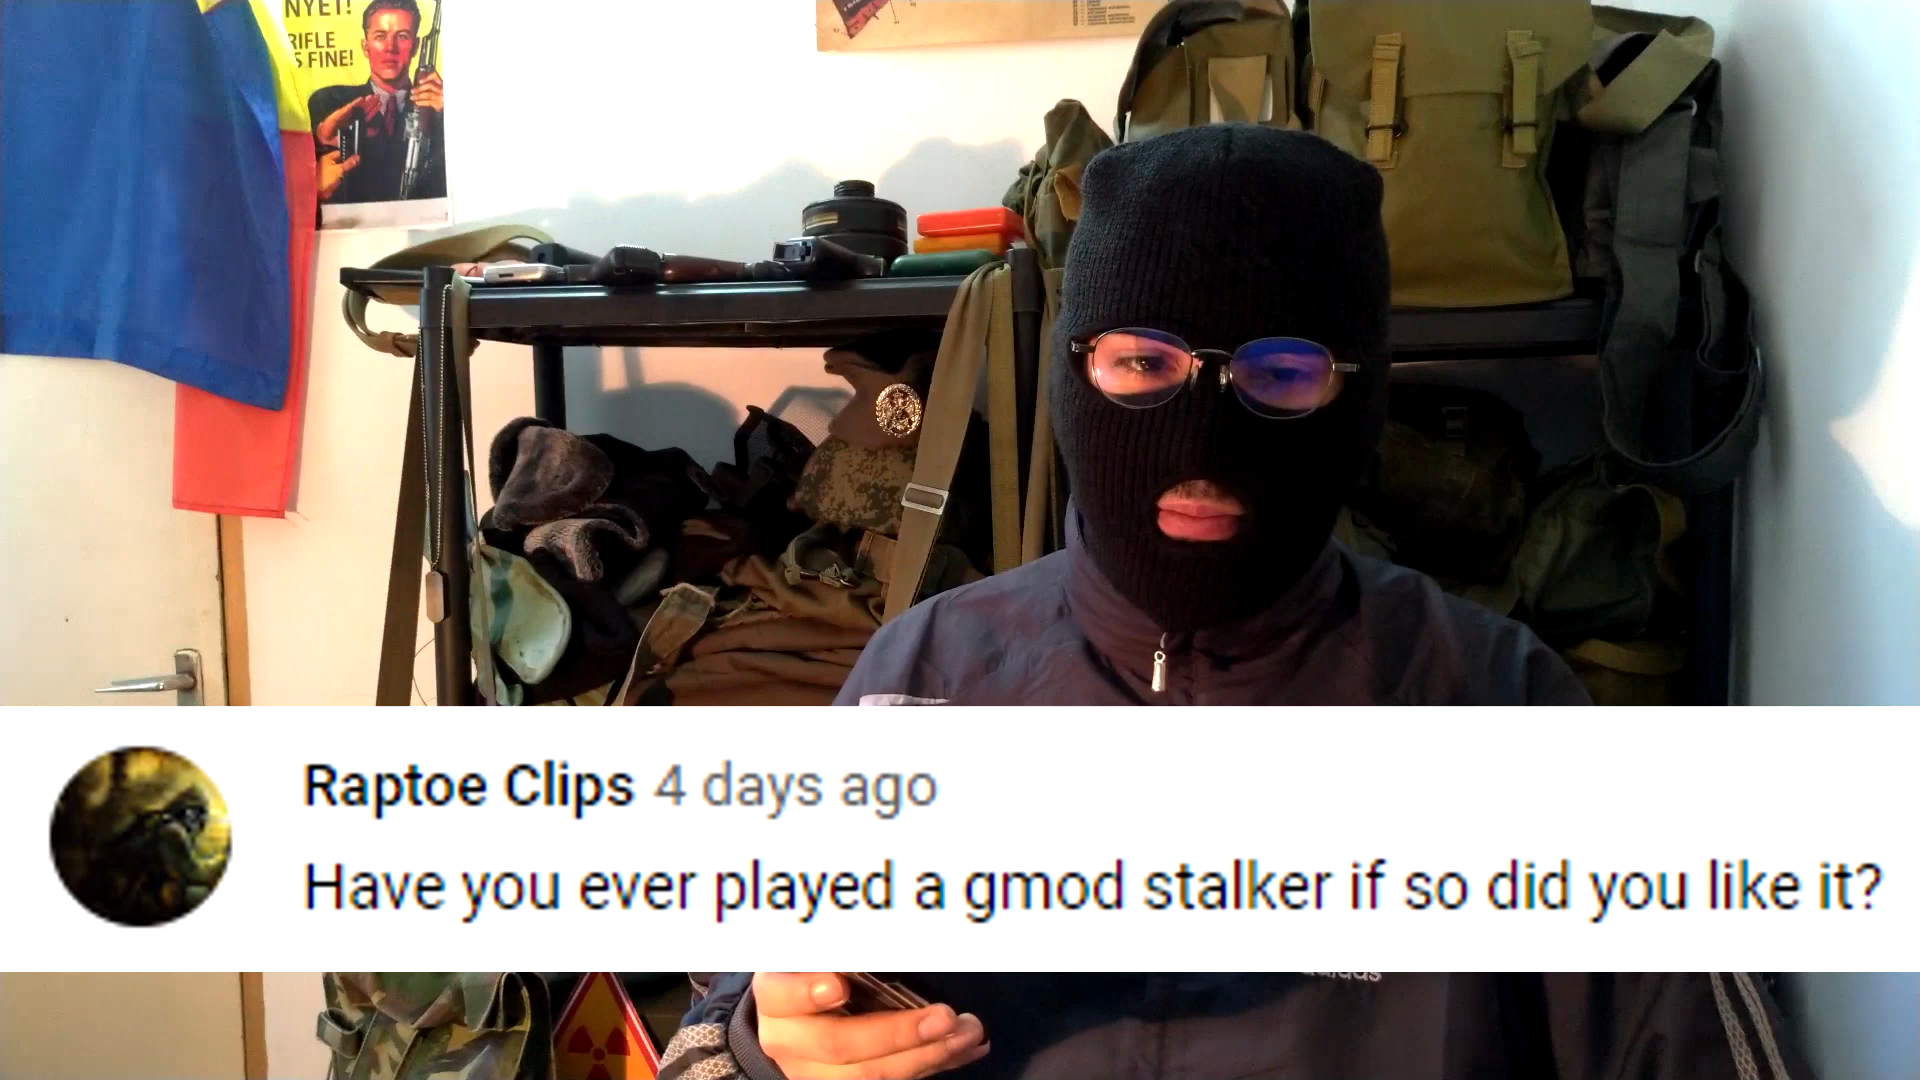 NYET!
RIFLE
S FINE!
Raptoe Clips 4 days ago
Have you ever played a gmod stalker if so did you like it?